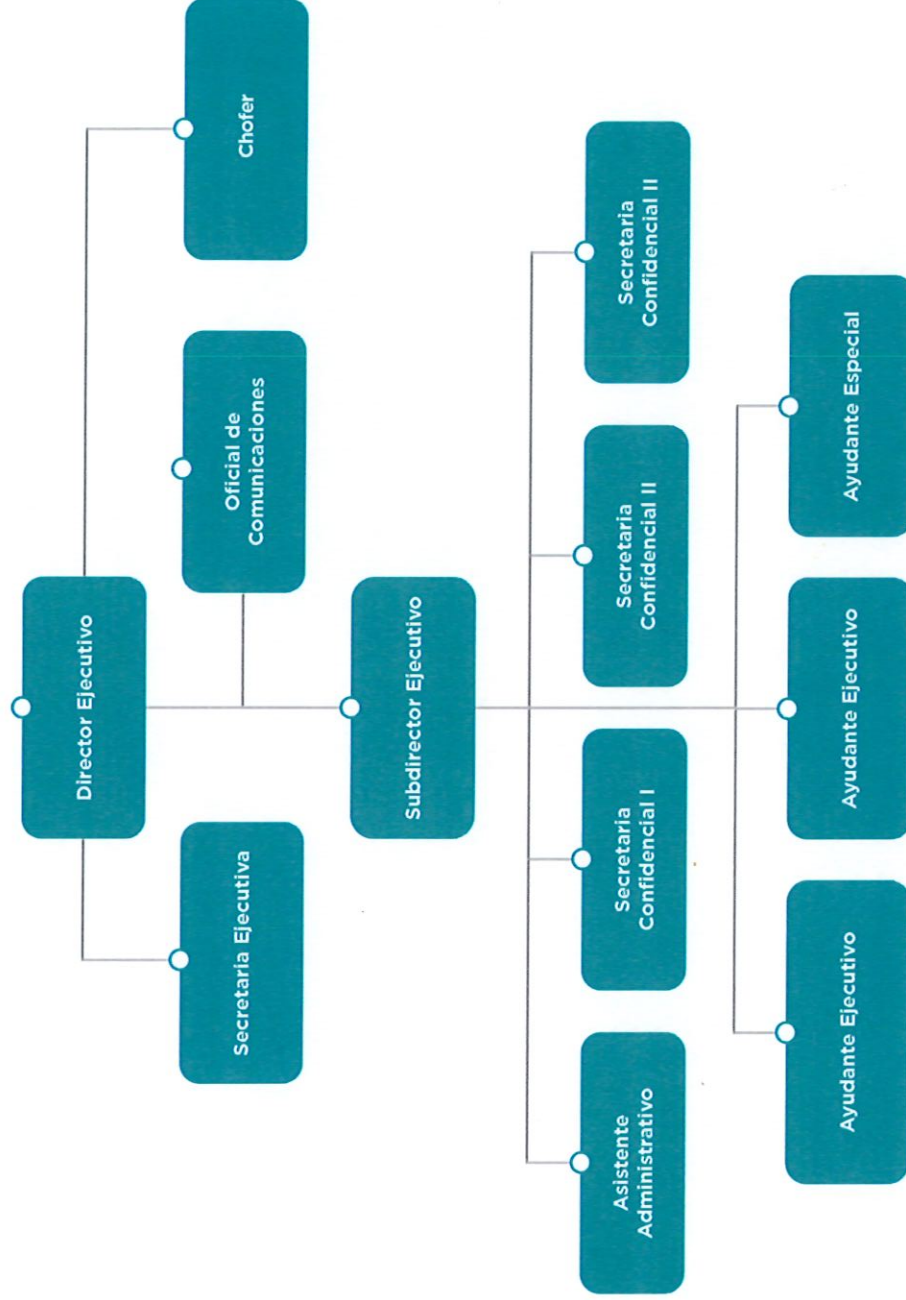 Director Ejecutivo
Secretaria Ejecutiva
Oficial de
Comunicaciones
Chofer
Subdirector Ejecutivo
Asistente
Administrativo
Secretaria
Confidencial I
Secretaria
Confidencial II
Secretaria
Confidencial II
Ayudante Ejecutivo
Ayudante Ejecutivo
Ayudante Especial